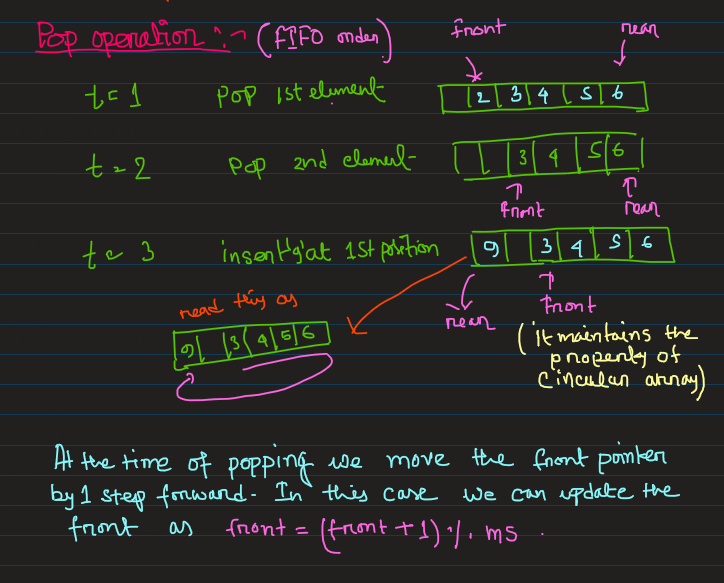 Pop operation :- (FIFO order)
front rear
t = 1 Pop 1st element 2 3 4 5 6
t = 2 Pop 2nd element 3 4 5 6
front rear
t = 3 insert '9' at 1st position 9 3 4 5 6
rear front
read this as
9 3 4 5 6
(it maintains the
property of
Circular array)
At the time of popping we move the front pointer
by 1 step forward. In this case we can update the
front as front = (front + 1) % ms .